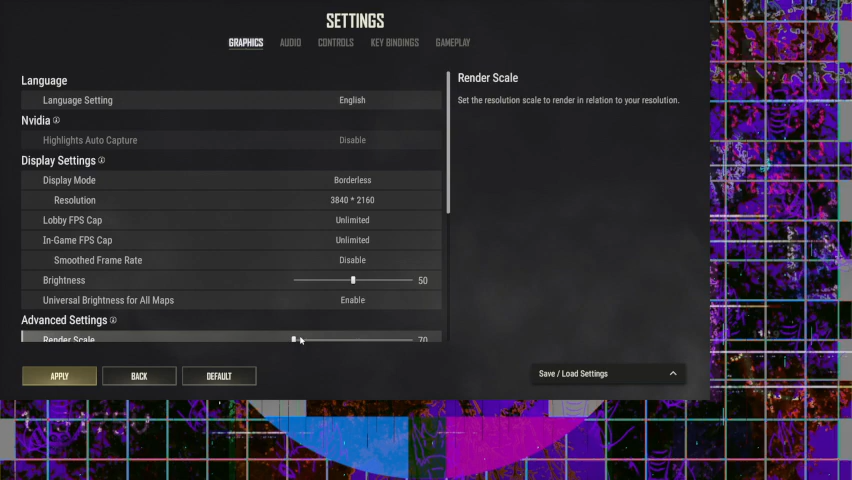 SETTINGS
GRAPHICS AUDIO CONTROLS KEY BINDINGS GAMEPLAY
Language
Language Setting English
Nvidia
Highlights Auto Capture Disable
Display Settings
Display Mode Borderless
Resolution 3840 * 2160
Lobby FPS Cap Unlimited
In-Game FPS Cap Unlimited
Smoothed Frame Rate Disable
Brightness 50
Universal Brightness for All Maps Enable
Advanced Settings
Render Scale 70
Render Scale
Set the resolution scale to render in relation to your resolution.
APPLY BACK DEFAULT
Save / Load Settings